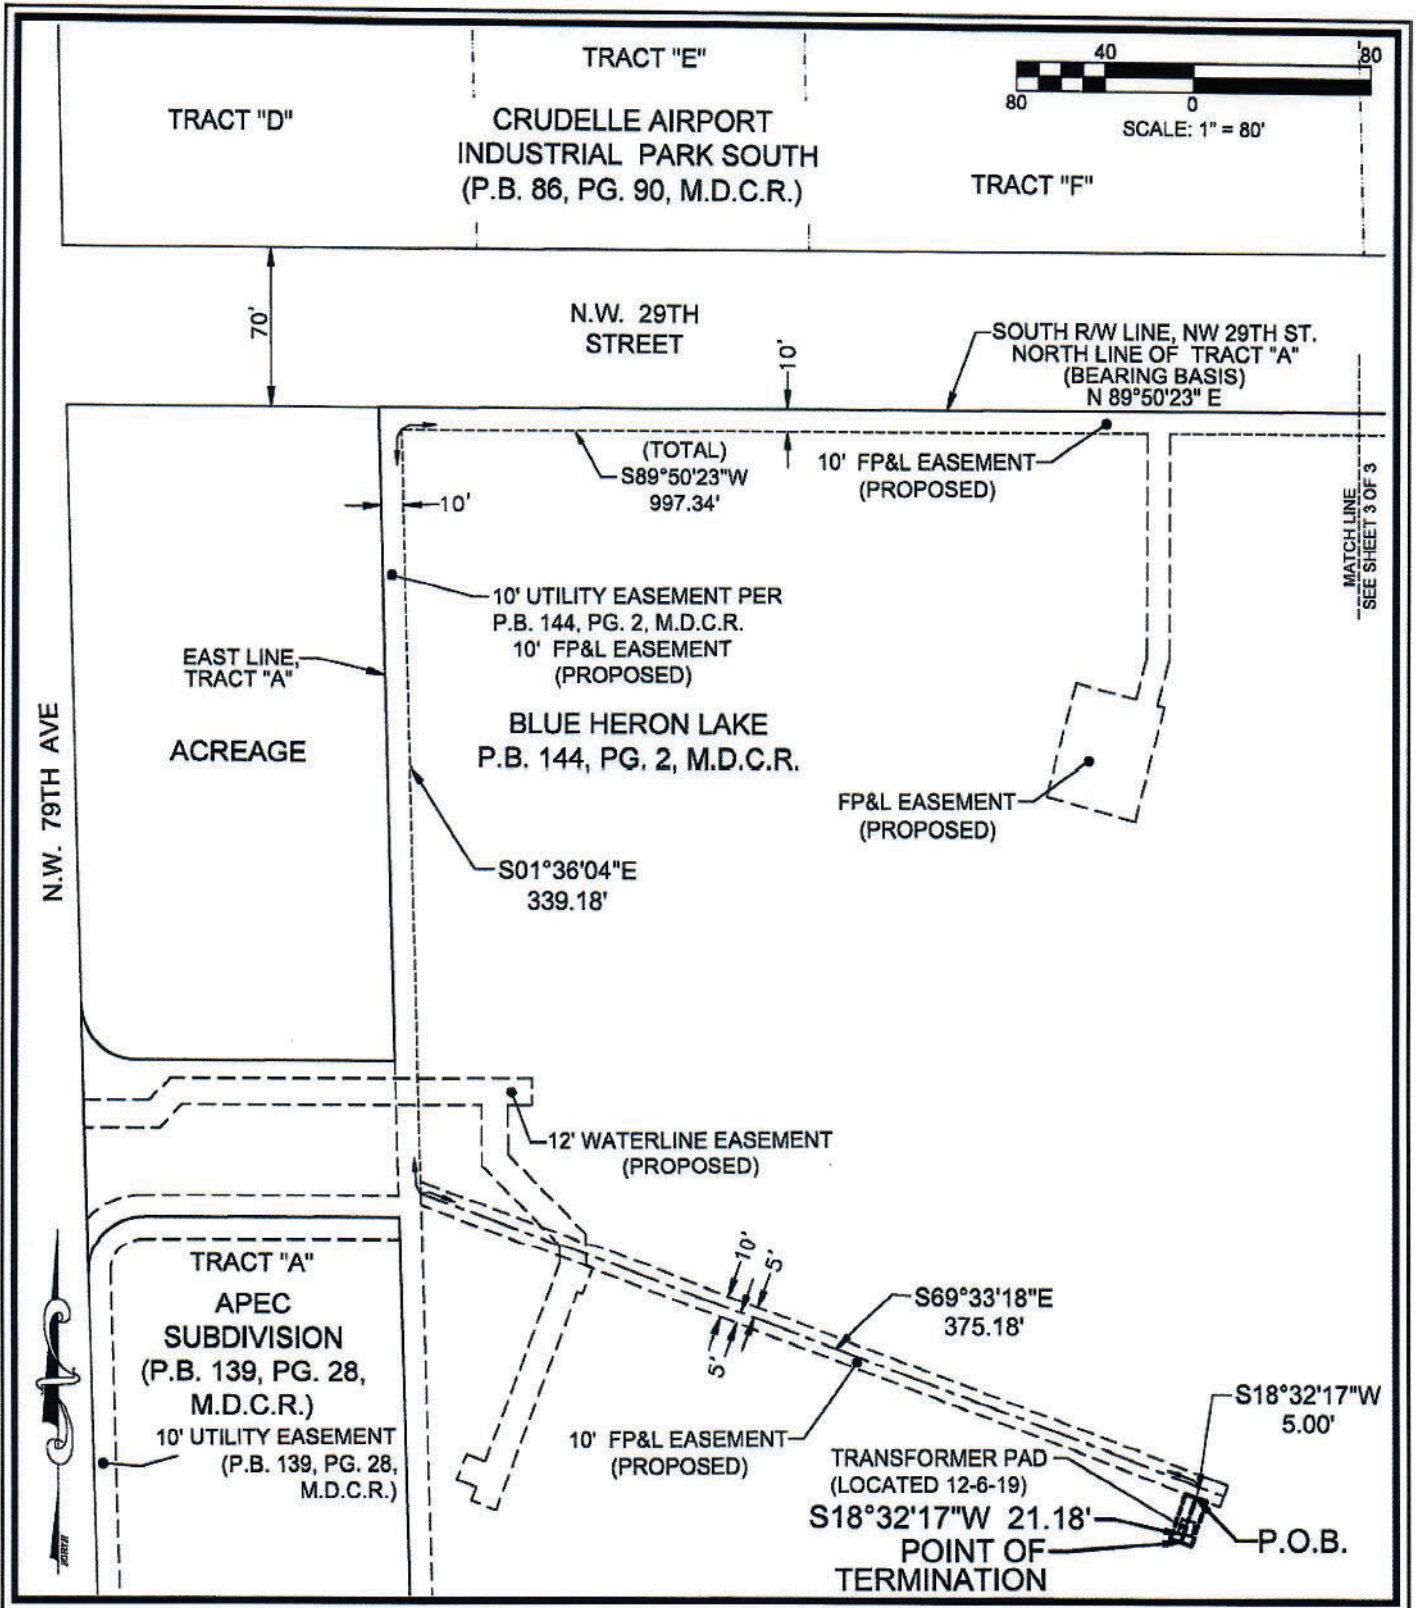 TRACT "E"
TRACT "D"
CRUDELLE AIRPORT
INDUSTRIAL PARK SOUTH
(P.B. 86, PG. 90, M.D.C.R.)
40
80
80
0
SCALE: 1" = 80'
TRACT "F"
70'
N.W. 29TH
STREET
10'
SOUTH R/W LINE, NW 29TH ST.
NORTH LINE OF TRACT "A"
(BEARING BASIS)
N 89°50'23" E
(TOTAL)
S89°50'23"W
997.34'
10' FP&L EASEMENT
(PROPOSED)
MATCH LINE
SEE SHEET 3 OF 3
10'
10' UTILITY EASEMENT PER
P.B. 144, PG. 2, M.D.C.R.
10' FP&L EASEMENT
(PROPOSED)
EAST LINE,
TRACT "A"
ACREAGE
N.W. 79TH AVE
BLUE HERON LAKE
P.B. 144, PG. 2, M.D.C.R.
FP&L EASEMENT
(PROPOSED)
S01°36'04"E
339.18'
12' WATERLINE EASEMENT
(PROPOSED)
TRACT "A"
APEC
SUBDIVISION
(P.B. 139, PG. 28,
M.D.C.R.)
10' UTILITY EASEMENT
(P.B. 139, PG. 28,
M.D.C.R.)
NORTH
10'
5'
5'
S69°33'18"E
375.18'
10' FP&L EASEMENT
(PROPOSED)
S18°32'17"W
5.00'
TRANSFORMER PAD
(LOCATED 12-6-19)
S18°32'17"W 21.18'
POINT OF
TERMINATION
P.O.B.